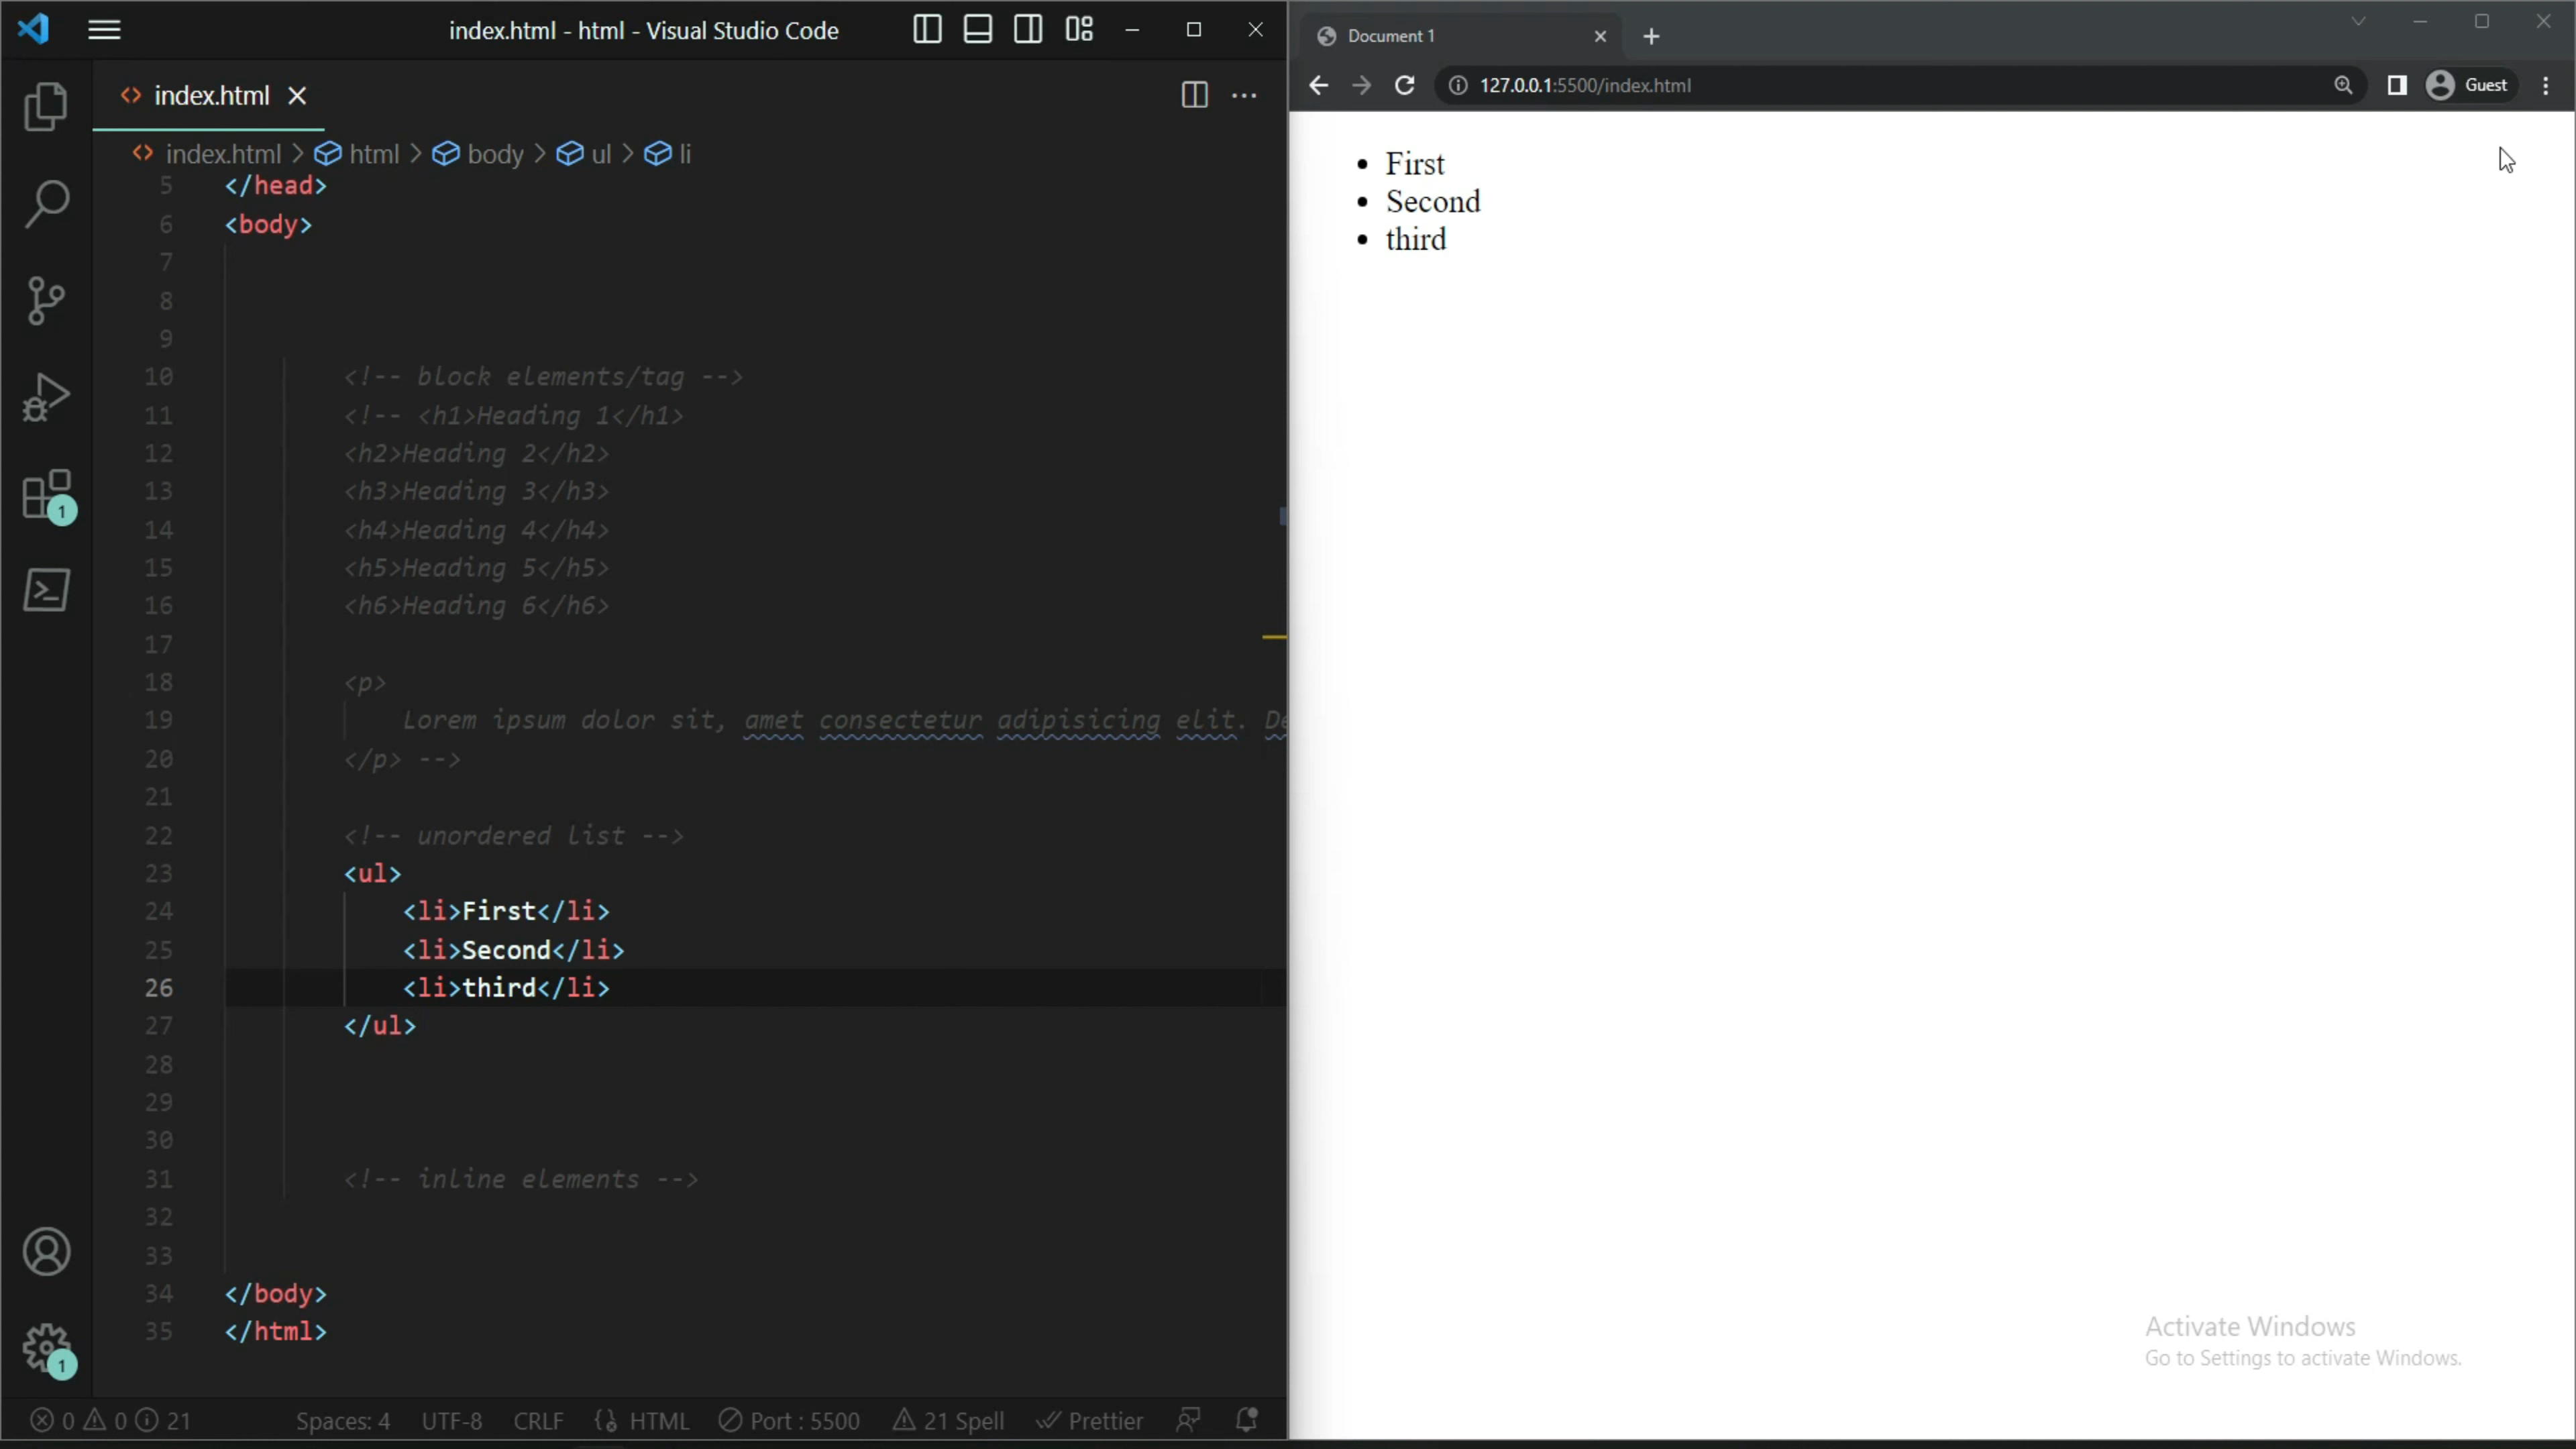 index.html - html - Visual Studio Code
index.html
index.html > html > body > ul > li
5 </head>
6 <body>
7
8
9
10 <!-- block elements/tag -->
11 <!-- <h1>Heading 1</h1>
12 <h2>Heading 2</h2>
13 <h3>Heading 3</h3>
14 <h4>Heading 4</h4>
15 <h5>Heading 5</h5>
16 <h6>Heading 6</h6>
17
18 <p>
19 Lorem ipsum dolor sit, amet consectetur adipisicing elit. De
20 </p> -->
21
22 <!-- unordered list -->
23 <ul>
24 <li>First</li>
25 <li>Second</li>
26 <li>third</li>
27 </ul>
28
29
30
31 <!-- inline elements -->
32
33
34 </body>
35 </html>
1
1
0 0 21 Spaces: 4 UTF-8 CRLF HTML Port : 5500 21 Spell Prettier
Document 1
127.0.0.1:5500/index.html Guest
• First
• Second
• third
Activate Windows
Go to Settings to activate Windows.